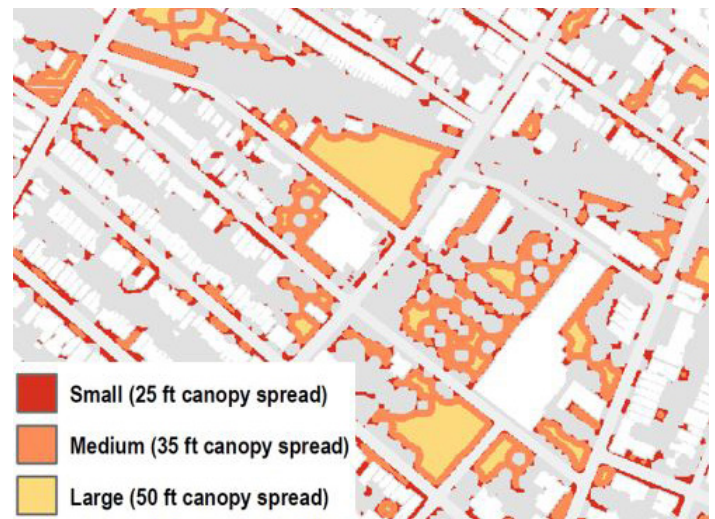 Small (25 ft canopy spread)
Medium (35 ft canopy spread)
Large (50 ft canopy spread)